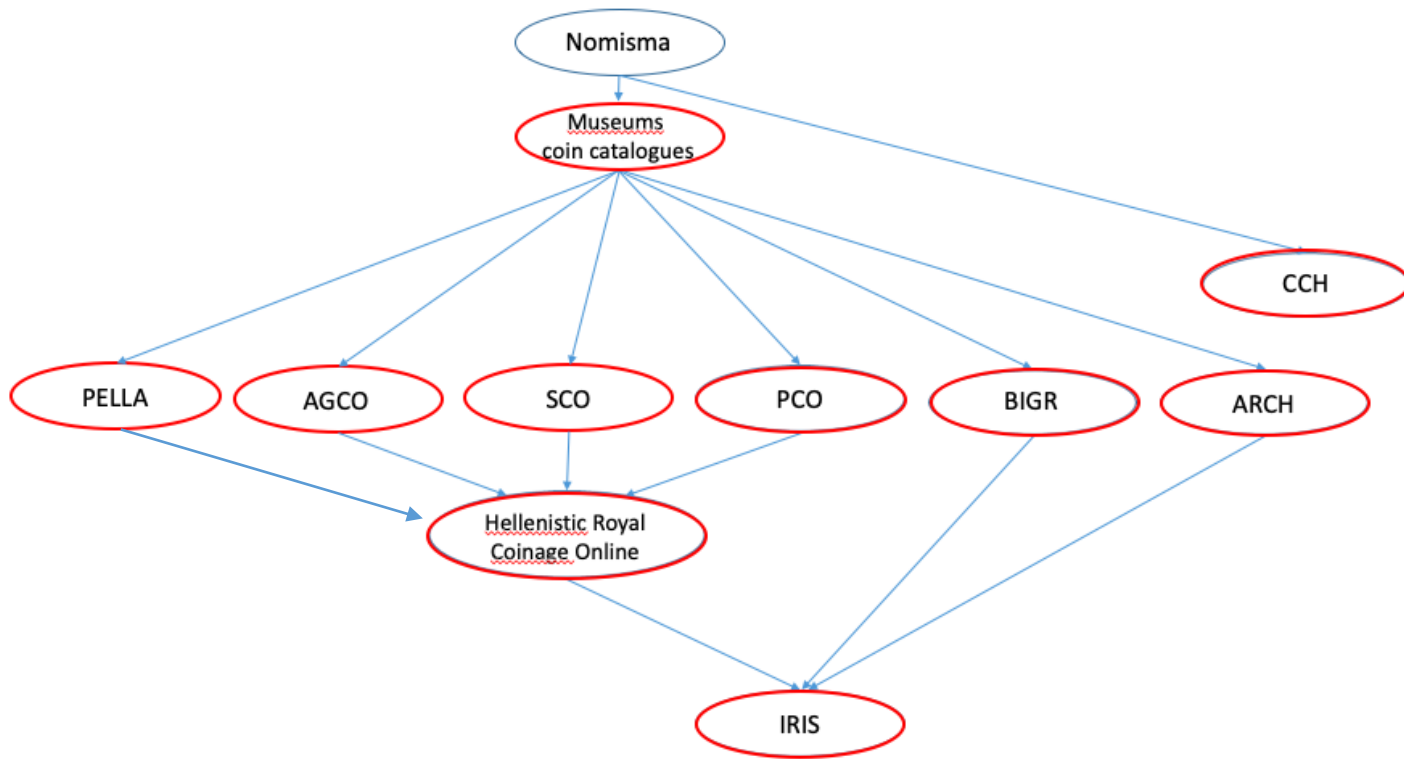 Nomisma
Museums
coin catalogues
CCH
PELLA
AGCO
SCO
PCO
BIGR
ARCH
Hellenistic Royal
Coinage Online
IRIS